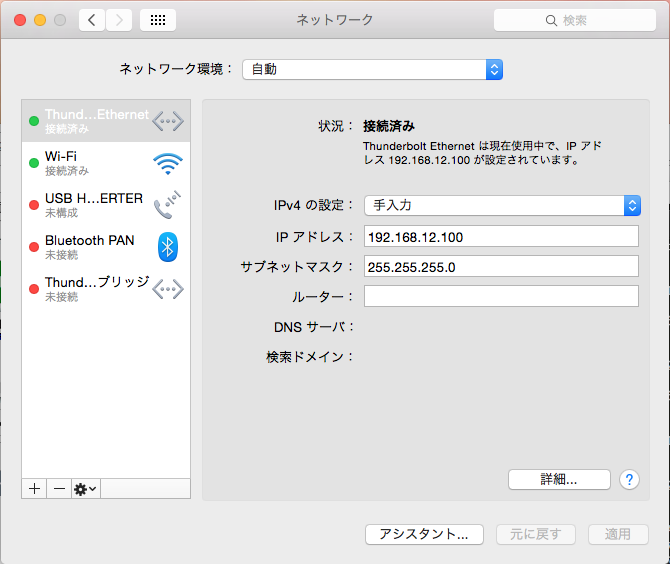 ネットワーク
検索
ネットワーク環境：
自動
Thund...Ethernet
接続済み
Wi-Fi
接続済み
USB H...ERTER
未構成
Bluetooth PAN
未接続
Thund...ブリッジ
未接続
状況：
接続済み
Thunderbolt Ethernet は現在使用中で、IP アド
レス 192.168.12.100 が設定されています。
IPv4 の設定：
手入力
IP アドレス：
192.168.12.100
サブネットマスク：
255.255.255.0
ルーター：
DNS サーバ：
検索ドメイン：
詳細...
?
アシスタント...
元に戻す
適用